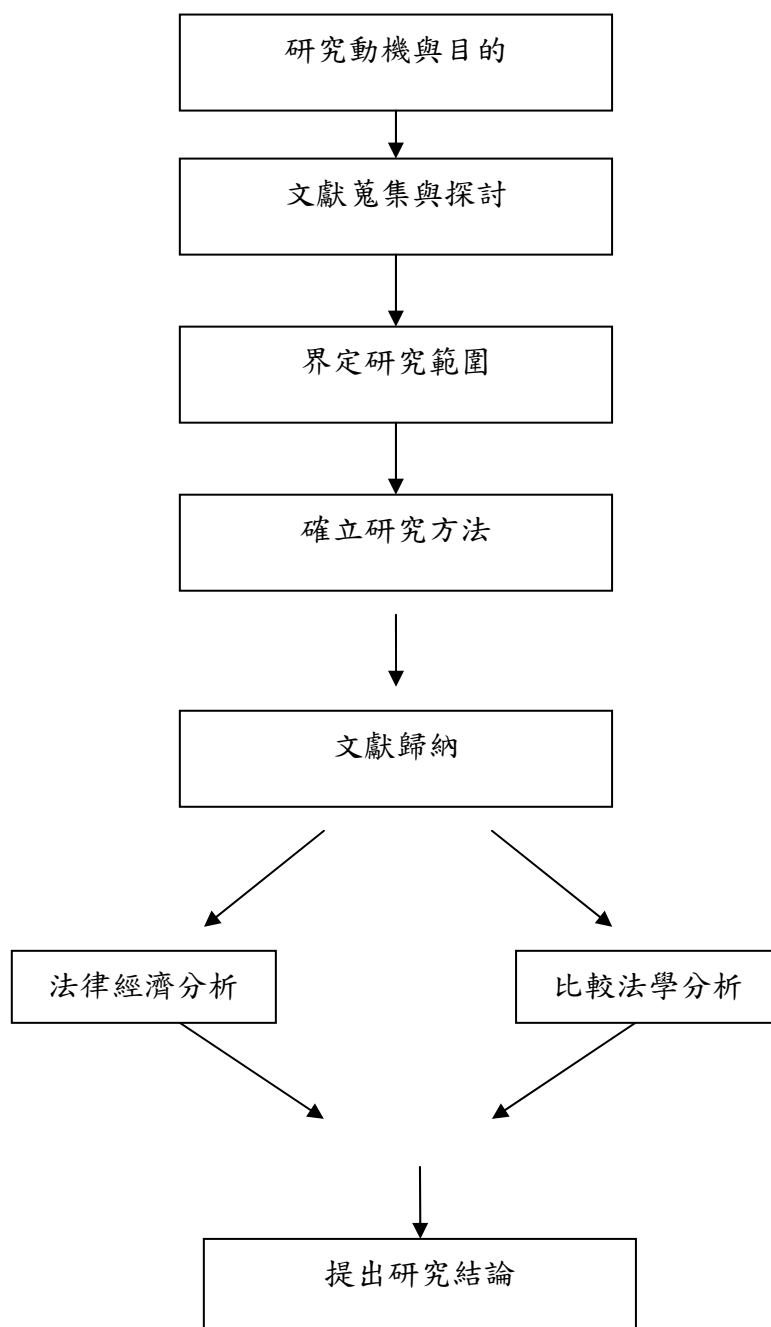 研究動機與目的
文獻蒐集與探討
界定研究範圍
確立研究方法
文獻歸納
法律經濟分析
比較法學分析
提出研究結論